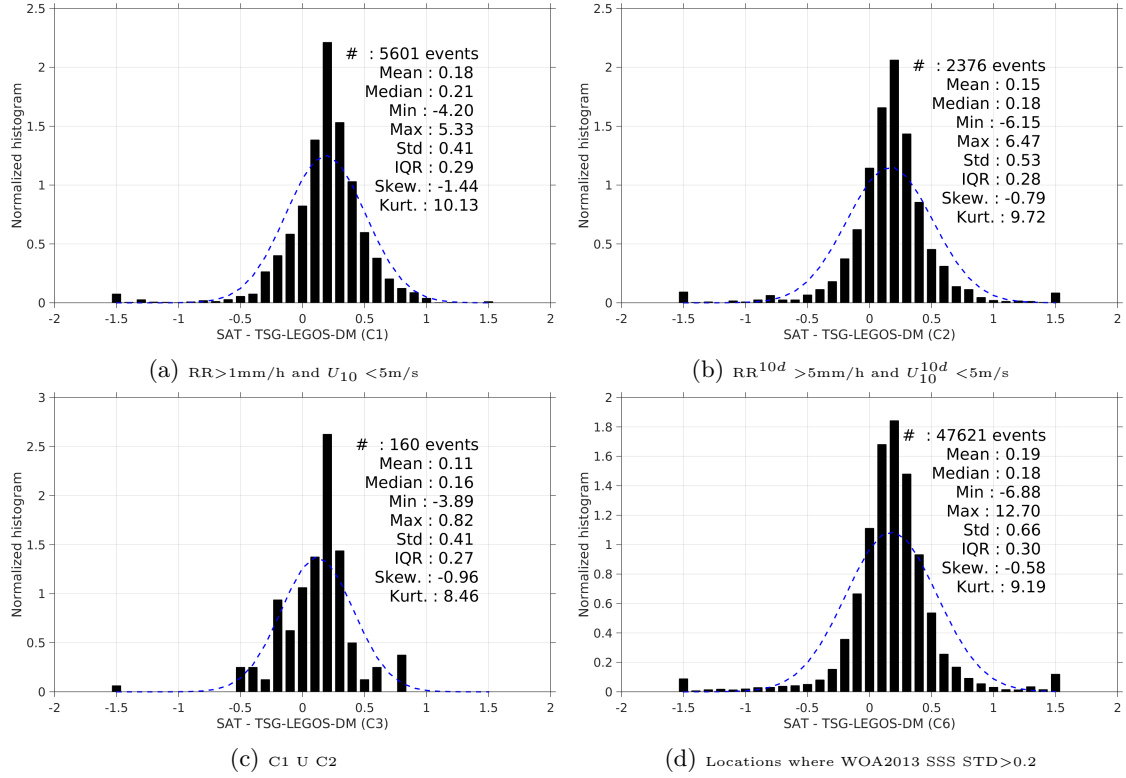 2.5
2
1.5
1
0.5
0
Normalized histogram
# : 5601 events
Mean : 0.18
Median : 0.21
Min : -4.20
Max : 5.33
Std : 0.41
IQR : 0.29
Skew. : -1.44
Kurt. : 10.13
-2 -1.5 -1 -0.5 0 0.5 1 1.5 2
SAT - TSG-LEGOS-DM (C1)
(a) RR>1mm/h and U10 <5m/s
2.5
2
1.5
1
0.5
0
Normalized histogram
# : 2376 events
Mean : 0.15
Median : 0.18
Min : -6.15
Max : 6.47
Std : 0.53
IQR : 0.28
Skew. : -0.79
Kurt. : 9.72
-2 -1.5 -1 -0.5 0 0.5 1 1.5 2
SAT - TSG-LEGOS-DM (C2)
(b) RR10d >5mm/h and U10 10d <5m/s
3
2.5
2
1.5
1
0.5
0
Normalized histogram
# : 160 events
Mean : 0.11
Median : 0.16
Min : -3.89
Max : 0.82
Std : 0.41
IQR : 0.27
Skew. : -0.96
Kurt. : 8.46
-2 -1.5 -1 -0.5 0 0.5 1 1.5 2
SAT - TSG-LEGOS-DM (C3)
(c) C1 U C2
2
1.8
1.6
1.4
1.2
1
0.8
0.6
0.4
0.2
0
Normalized histogram
# : 47621 events
Mean : 0.19
Median : 0.18
Min : -6.88
Max : 12.70
Std : 0.66
IQR : 0.30
Skew. : -0.58
Kurt. : 9.19
-2 -1.5 -1 -0.5 0 0.5 1 1.5 2
SAT - TSG-LEGOS-DM (C6)
(d) Locations where WOA2013 SSS STD>0.2